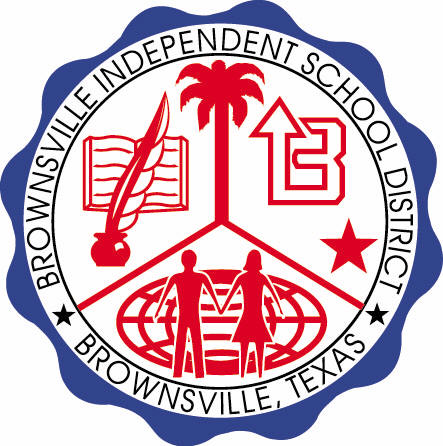 BROWNSVILLE INDEPENDENT SCHOOL DISTRICT
B
BROWNSVILLE, TEXAS